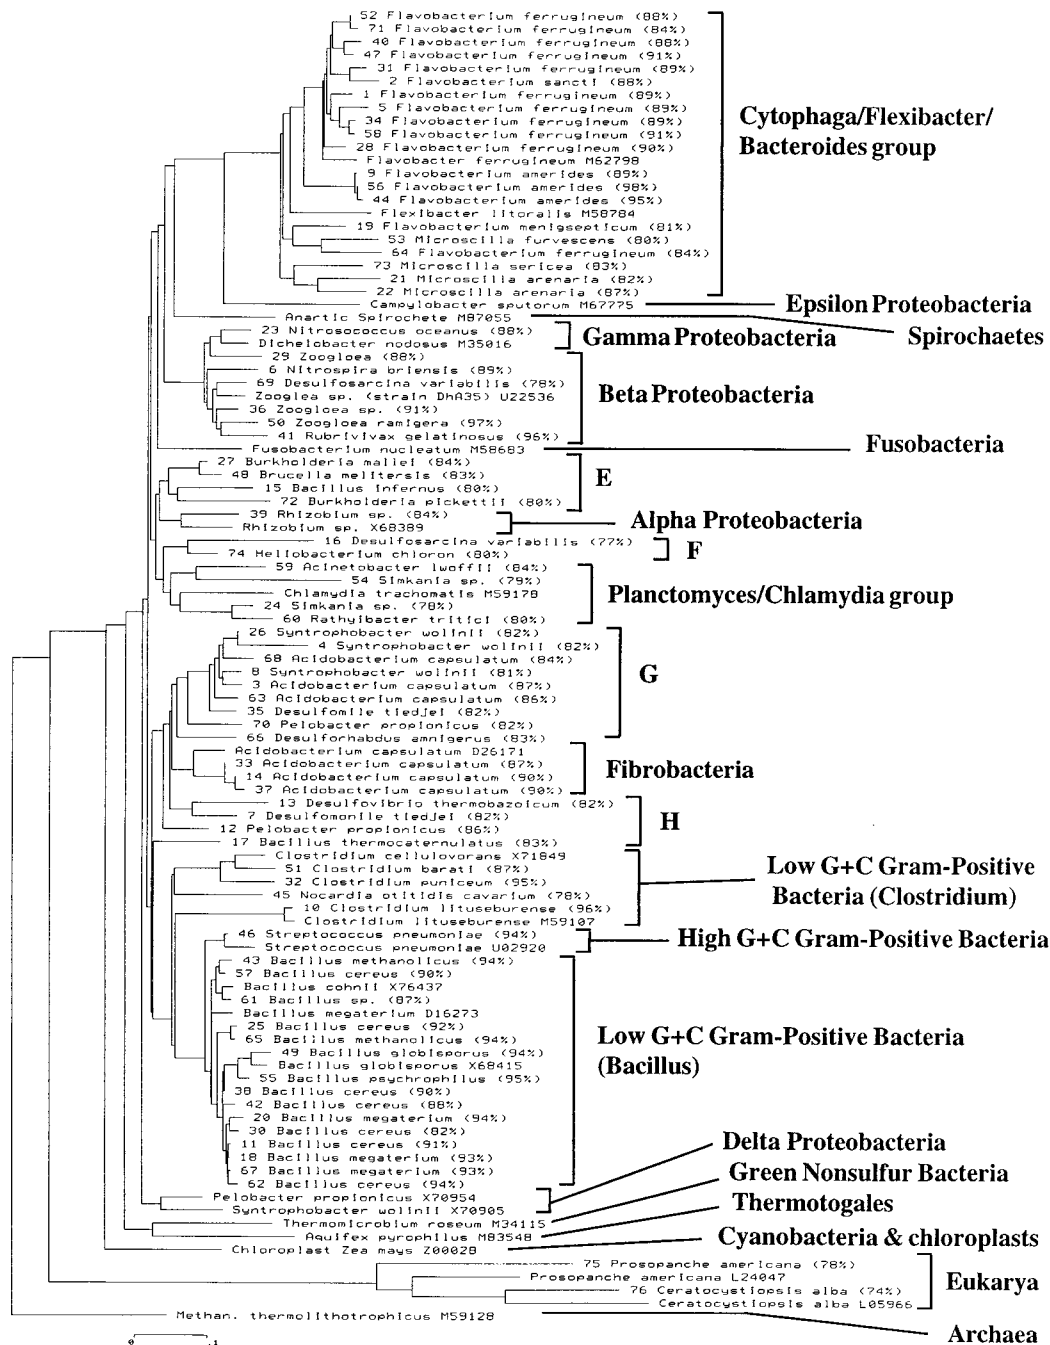 52 Flavobacterium ferrugineum (88%)
71 Flavobacterium ferrugineum (84%)
40 Flavobacterium ferrugineum (88%)
47 Flavobacterium ferrugineum (91%)
31 Flavobacterium ferrugineum (89%)
2 Flavobacterium sancti (88%)
1 Flavobacterium ferrugineum (89%)
5 Flavobacterium ferrugineum (89%)
34 Flavobacterium ferrugineum (89%)
58 Flavobacterium ferrugineum (91%)
28 Flavobacterium ferrugineum (90%)
Flavobacter ferrugineum M62798
9 Flavobacterium amerides (89%)
56 Flavobacterium amerides (98%)
44 Flavobacterium amerides (95%)
Flexibacter litoralis M58784
19 Flavobacterium menigsepticum (81%)
53 Microscilla furvescens (80%)
64 Flavobacterium ferrugineum (84%)
73 Microscilla sericea (83%)
21 Microscilla arenaria (82%)
22 Microscilla arenaria (87%)
Cytophaga/Flexibacter/
Bacteroides group
Campylobacter sputorum M67775
Epsilon Proteobacteria
Anartic Spirochete M87055
Spirochaetes
23 Nitrosococcus oceanus (88%)
Dichelobacter nodosus M35016
Gamma Proteobacteria
29 Zoogloea (88%)
6 Nitrospira briensis (89%)
69 Desulfosarcina variabilis (78%)
Zooglea sp. (strain DhA35) U22536
36 Zoogloea sp. (91%)
50 Zoogloea ramigera (97%)
41 Rubrivivax gelatinosus (96%)
Beta Proteobacteria
Fusobacterium nucleatum M58683
Fusobacteria
27 Burkholderia mallei (84%)
48 Brucella melitersis (83%)
15 Bacillus infernus (80%)
72 Burkholderia pickettii (80%)
E
39 Rhizobium sp. (84%)
Rhizobium sp. X68389
Alpha Proteobacteria
16 Desulfosarcina variabilis (77%)
74 Heliobacterium chloron (80%)
F
59 Acinetobacter lwoffii (84%)
54 Simkania sp. (79%)
Chlamydia trachomatis M59178
24 Simkania sp. (78%)
60 Rathyibacter tritici (80%)
Planctomyces/Chlamydia group
26 Syntrophobacter wolinii (82%)
4 Syntrophobacter wolinii (82%)
68 Acidobacterium capsulatum (84%)
8 Syntrophobacter wolinii (81%)
3 Acidobacterium capsulatum (87%)
63 Acidobacterium capsulatum (86%)
35 Desulfomile tiedjei (82%)
70 Pelobacter propionicus (82%)
66 Desulforhabdus amnigerus (83%)
G
Acidobacterium capsulatum D26171
33 Acidobacterium capsulatum (87%)
14 Acidobacterium capsulatum (90%)
37 Acidobacterium capsulatum (90%)
Fibrobacteria
13 Desulfovibrio thermobazoicum (82%)
7 Desulfomonile tiedjei (82%)
12 Pelobacter propionicus (86%)
H
17 Bacillus thermocaternulatus (83%)
Clostridium cellulovorans X71849
51 Clostridium barati (87%)
32 Clostridium puniceum (95%)
45 Nocardia otitidis cavarium (78%)
10 Clostridium lituseburense (96%)
Clostridium lituseburense M59107
Low G+C Gram-Positive
Bacteria (Clostridium)
46 Streptococcus pneumoniae (94%)
Streptococcus pneumoniae U02920
High G+C Gram-Positive Bacteria
43 Bacillus methanolicus (94%)
57 Bacillus cereus (90%)
Bacillus cohnii X76437
61 Bacillus sp. (87%)
Bacillus megaterium D16273
25 Bacillus cereus (92%)
65 Bacillus methanolicus (94%)
49 Bacillus globisporus (94%)
Bacillus globisporus X68415
55 Bacillus psychrophilus (95%)
38 Bacillus cereus (90%)
42 Bacillus cereus (88%)
20 Bacillus megaterium (94%)
30 Bacillus cereus (82%)
11 Bacillus cereus (91%)
18 Bacillus megaterium (93%)
67 Bacillus megaterium (93%)
62 Bacillus cereus (94%)
Low G+C Gram-Positive Bacteria
(Bacillus)
Pelobacter propionicus X70954
Syntrophobacter wolinii X70905
Delta Proteobacteria
Thermomicrobium roseum M34115
Green Nonsulfur Bacteria
Aquifex pyrophilus M83548
Thermotogales
Chloroplast Zea mays Z00028
Cyanobacteria & chloroplasts
75 Prosopanche americana (78%)
Prosopanche americana L24047
76 Ceratocystiopsis alba (74%)
Ceratocystiopsis alba L05966
Eukarya
Methan. thermolithotrophicus M59128
Archaea
0 .1